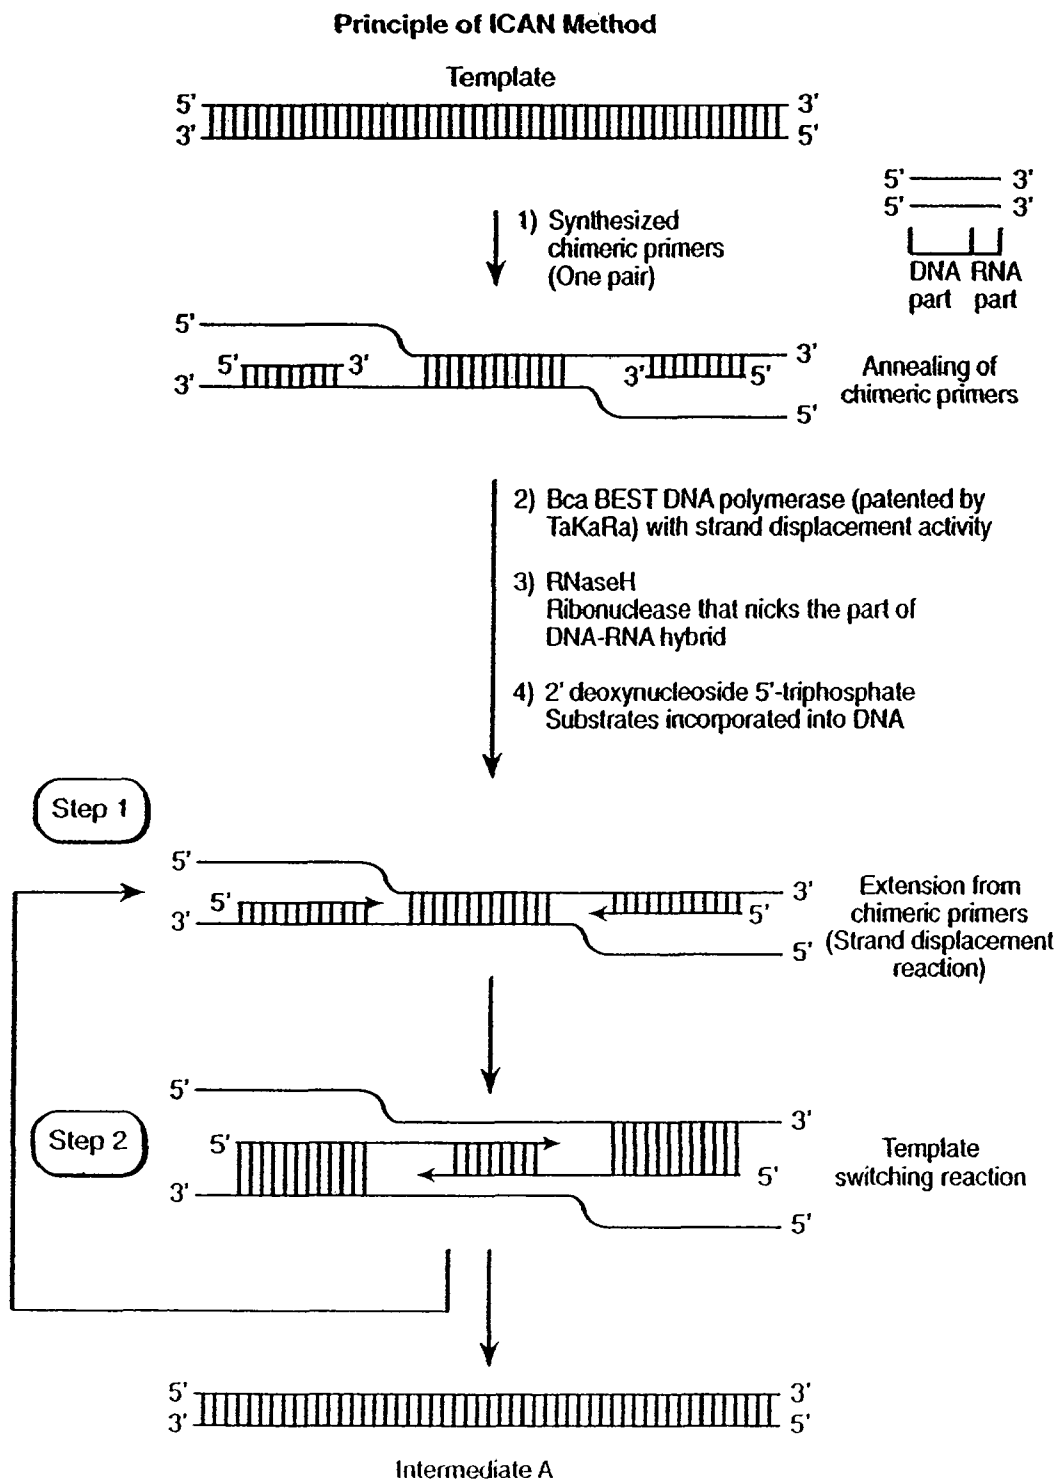 Principle of ICAN Method
Template
5' 3'
3' 5'
5' 3'
5' 3'
DNA RNA
part part
1) Synthesized
chimeric primers
(One pair)
5'
3'
5' 3'
3' 5'
3'
5'
Annealing of
chimeric primers
2) Bca BEST DNA polymerase (patented by
TaKaRa) with strand displacement activity
3) RNaseH
Ribonuclease that nicks the part of
DNA-RNA hybrid
4) 2' deoxynucleoside 5'-triphosphate
Substrates incorporated into DNA
Step 1
5'
3'
5'
5'
3'
5'
Extension from
chimeric primers
(Strand displacement
reaction)
Step 2
5'
3'
5'
5'
3'
5'
Template
switching reaction
5' 3'
3' 5'
Intermediate A